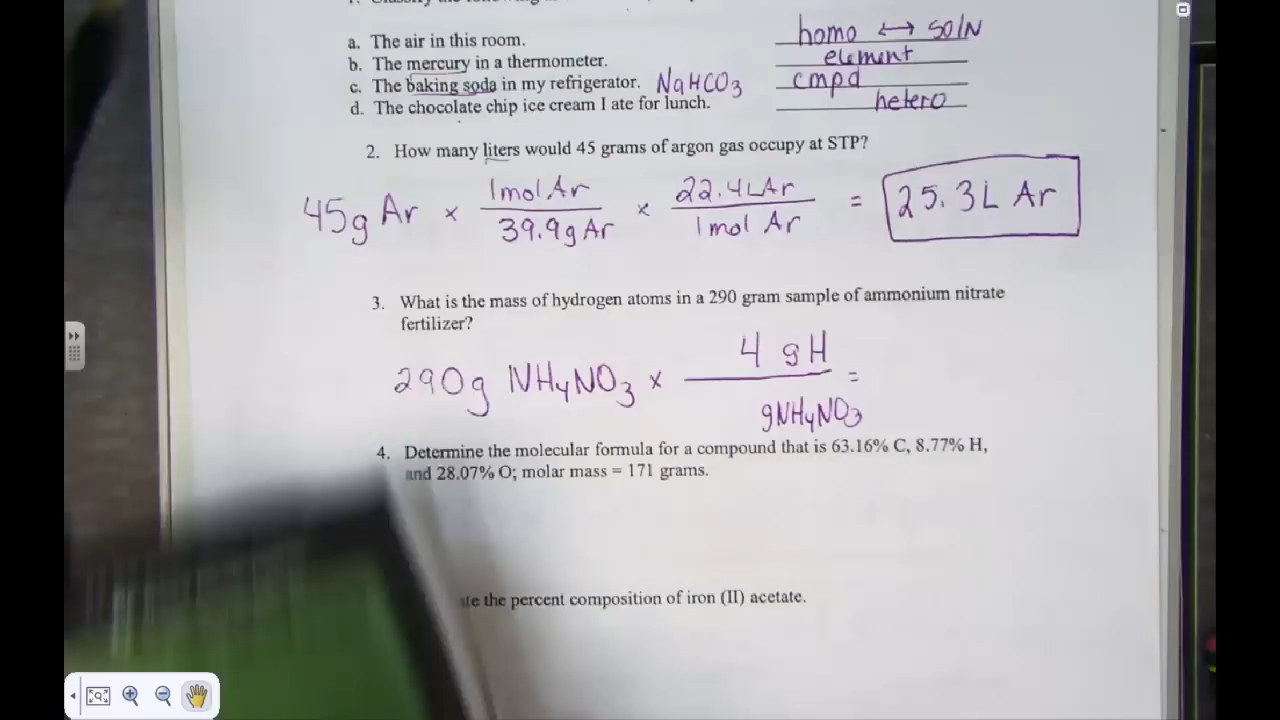 a. The air in this room. homo ↔ soln
b. The mercury in a thermometer. element
c. The baking soda in my refrigerator. NaHCO3 cmpd
d. The chocolate chip ice cream I ate for lunch. hetero
2. How many liters would 45 grams of argon gas occupy at STP?
1mol Ar 22.4LAr
45g Ar × × = 25.3L Ar
39.9g Ar 1mol Ar
3. What is the mass of hydrogen atoms in a 290 gram sample of ammonium nitrate
fertilizer?
4 gH
290g NH4NO3 × =
gNH4NO3
4. Determine the molecular formula for a compound that is 63.16% C, 8.77% H,
and 28.07% O; molar mass = 171 grams.
the percent composition of iron (II) acetate.